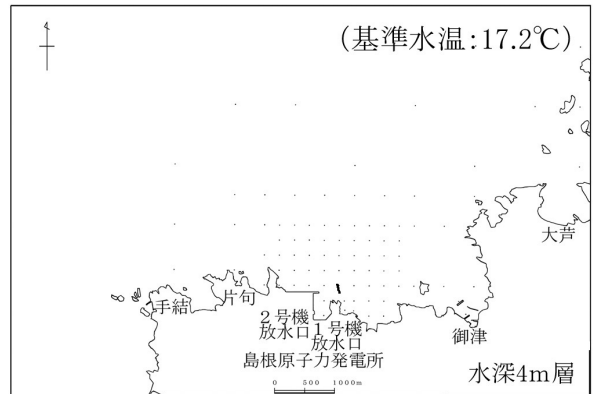 (基準水温:17.2℃)
大芦
片句
手結
2号機
放水口
1号機
放水口
御津
島根原子力発電所
水深4m層
0 500 1000m